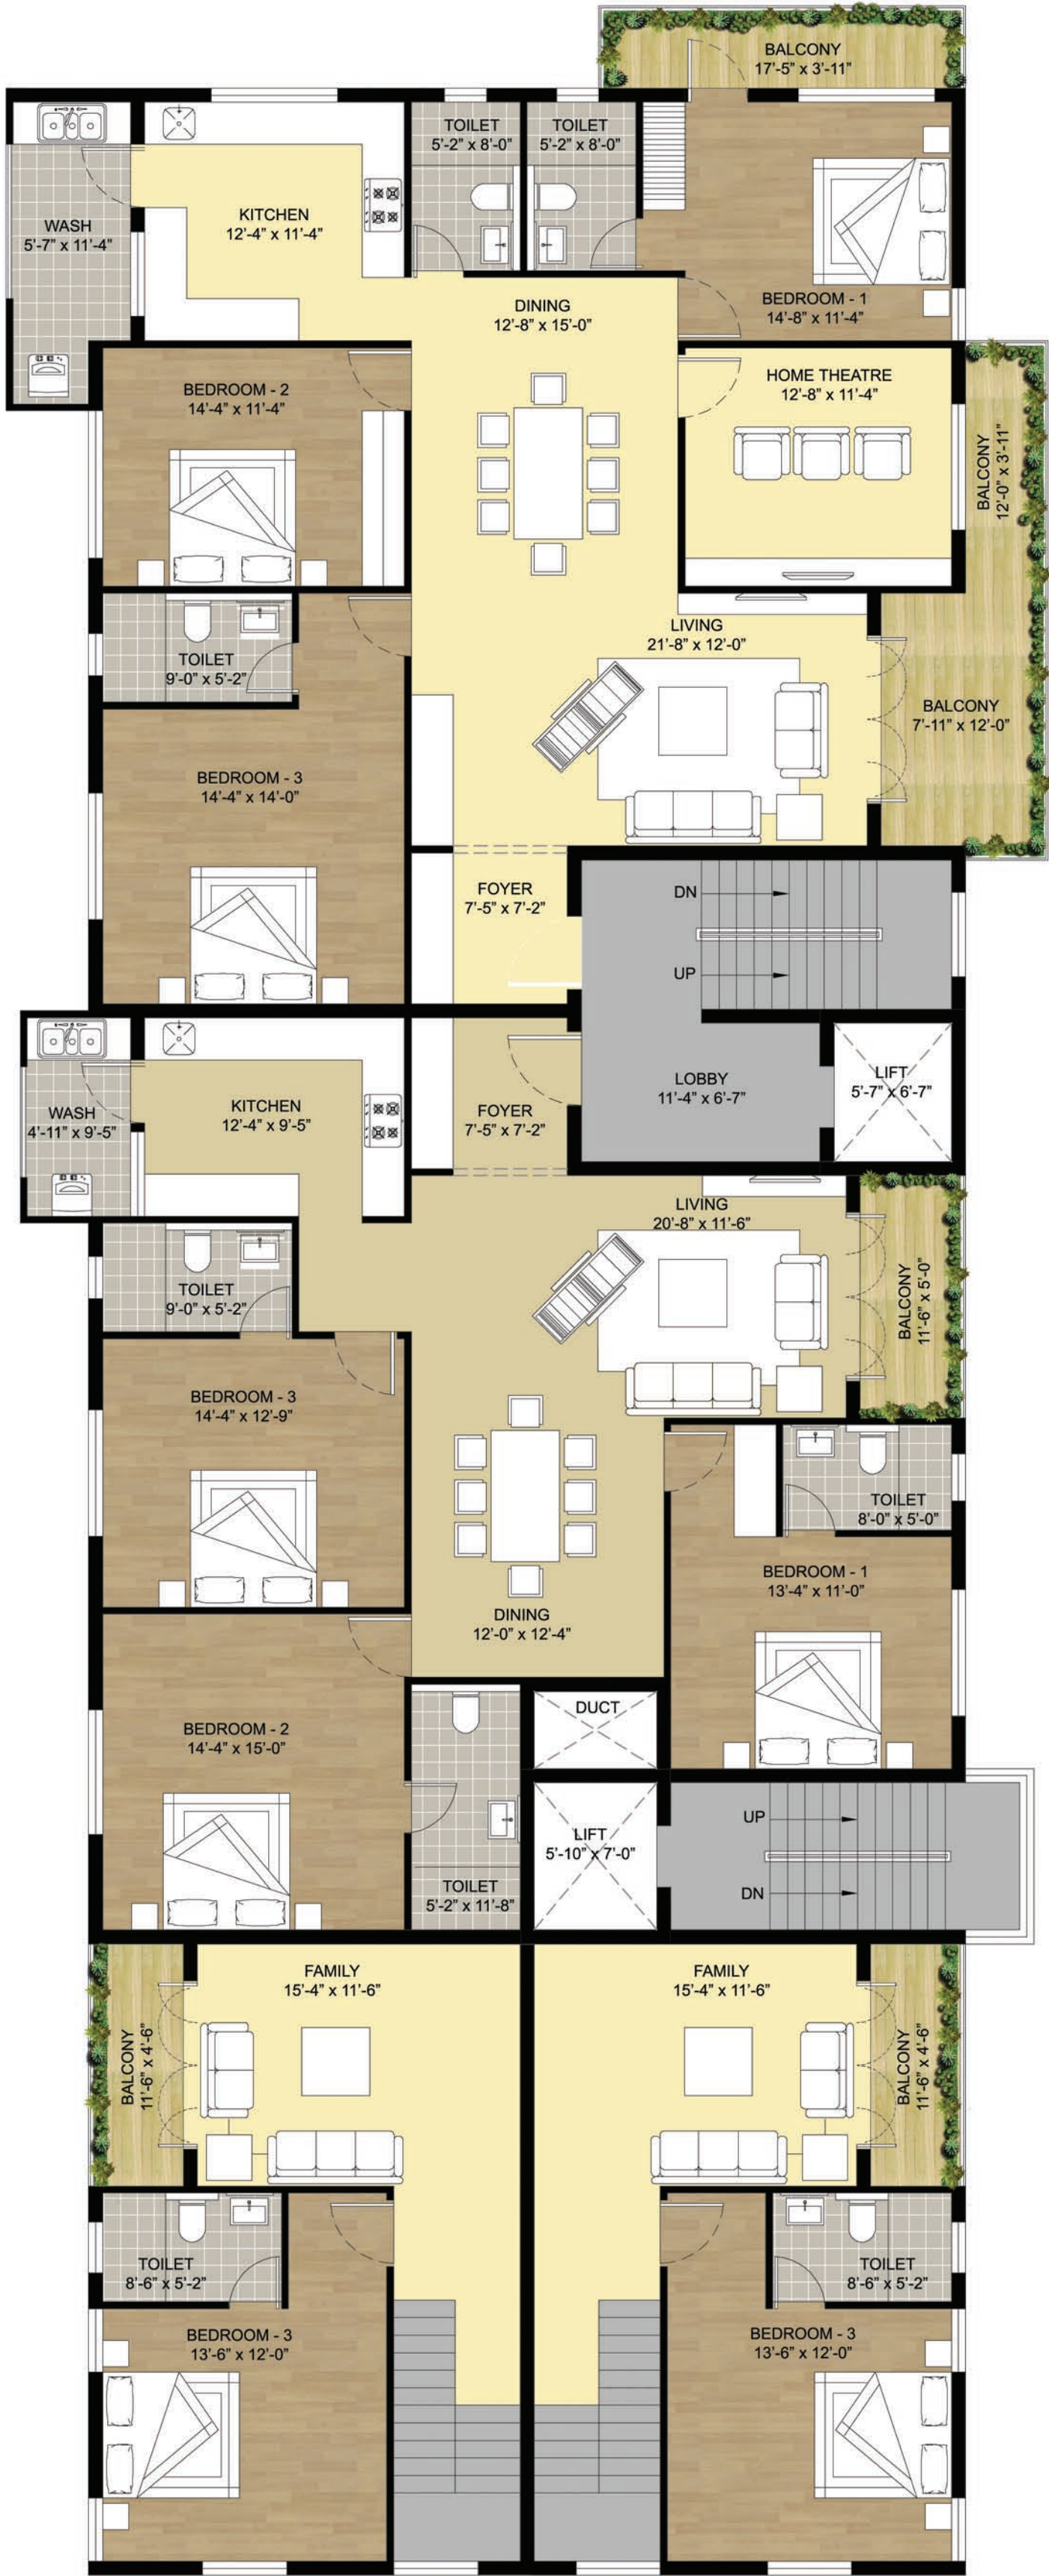 BALCONY
17'-5" x 3'-11"
TOILET
5'-2" x 8'-0"
TOILET
5'-2" x 8'-0"
WASH
5'-7" x 11'-4"
KITCHEN
12'-4" x 11'-4"
DINING
12'-8" x 15'-0"
BEDROOM - 1
14'-8" x 11'-4"
BEDROOM - 2
14'-4" x 11'-4"
HOME THEATRE
12'-8" x 11'-4"
BALCONY
12'-0" x 3'-11"
LIVING
21'-8" x 12'-0"
TOILET
9'-0" x 5'-2"
BALCONY
7'-11" x 12'-0"
BEDROOM - 3
14'-4" x 14'-0"
FOYER
7'-5" x 7'-2"
DN
UP
WASH
4'-11" x 9'-5"
KITCHEN
12'-4" x 9'-5"
FOYER
7'-5" x 7'-2"
LOBBY
11'-4" x 6'-7"
LIFT
5'-7" x 6'-7"
LIVING
20'-8" x 11'-6"
TOILET
9'-0" x 5'-2"
BALCONY
11'-6" x 5'-0"
BEDROOM - 3
14'-4" x 12'-9"
TOILET
8'-0" x 5'-0"
BEDROOM - 1
13'-4" x 11'-0"
DINING
12'-0" x 12'-4"
BEDROOM - 2
14'-4" x 15'-0"
DUCT
UP
LIFT
5'-10" x 7'-0"
DN
TOILET
5'-2" x 11'-8"
FAMILY
15'-4" x 11'-6"
FAMILY
15'-4" x 11'-6"
BALCONY
11'-6" x 4'-6"
BALCONY
11'-6" x 4'-6"
TOILET
8'-6" x 5'-2"
TOILET
8'-6" x 5'-2"
BEDROOM - 3
13'-6" x 12'-0"
BEDROOM - 3
13'-6" x 12'-0"